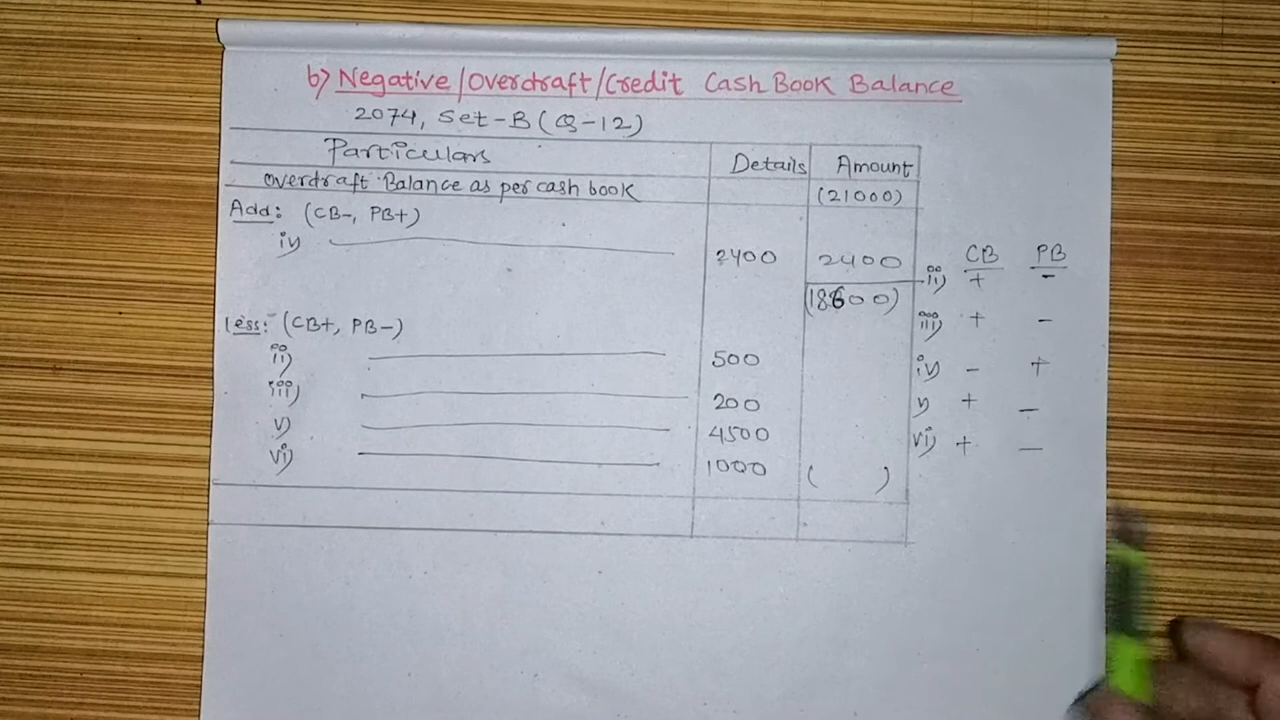 b) Negative/Overdraft/Credit Cash Book Balance
2074, Set-B (Q-12)
Particulars Details Amount
Overdraft Balance as per cash book (21000)
Add: (CB-, PB+)
iv) 2400 2400
(18600)
Less: (CB+, PB-)
ii) 500
iii) 200
v) 4500
vi) 1000 ( )
CB PB
ii) + -
iii) + -
iv) - +
v) + -
vi) + -